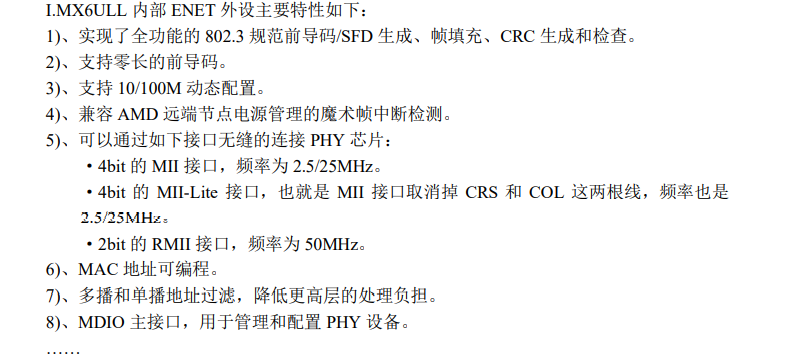 I.MX6ULL 内部 ENET 外设主要特性如下：
1)、实现了全功能的 802.3 规范前导码/SFD 生成、帧填充、CRC 生成和检查。
2)、支持零长的前导码。
3)、支持 10/100M 动态配置。
4)、兼容 AMD 远端节点电源管理的魔术帧中断检测。
5)、可以通过如下接口无缝的连接 PHY 芯片：
·4bit 的 MII 接口，频率为 2.5/25MHz。
·4bit 的 MII-Lite 接口，也就是 MII 接口取消掉 CRS 和 COL 这两根线，频率也是
2.5/25MHz。
·2bit 的 RMII 接口，频率为 50MHz。
6)、MAC 地址可编程。
7)、多播和单播地址过滤，降低更高层的处理负担。
8)、MDIO 主接口，用于管理和配置 PHY 设备。
……